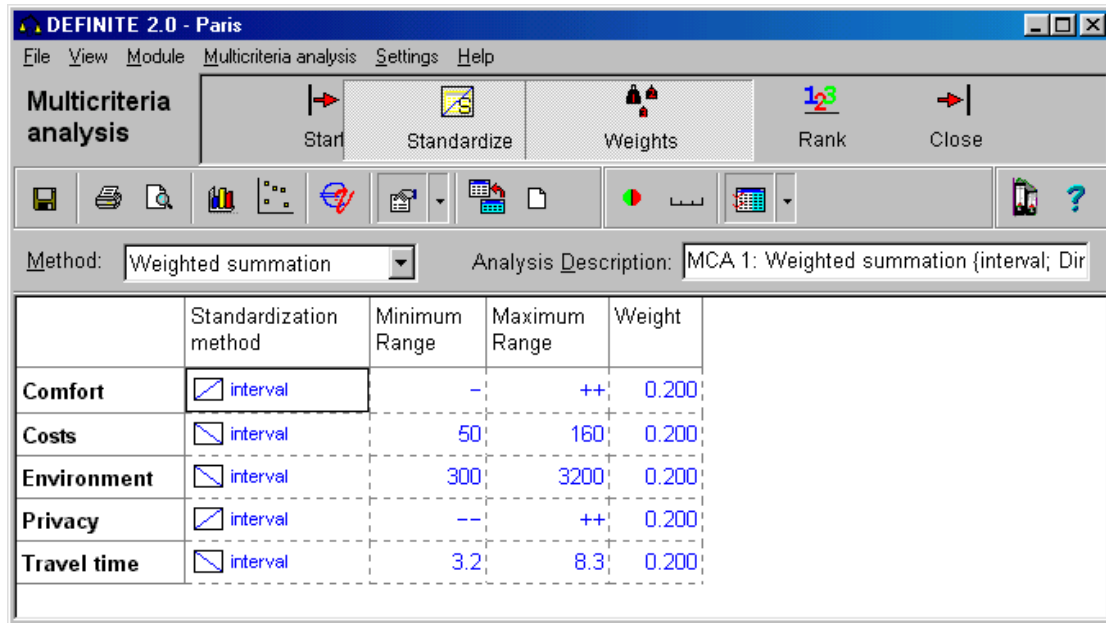 DEFINITE 2.0 - Paris
File View Module Multicriteria analysis Settings Help
Multicriteria analysis
Start Standardize Weights Rank Close
Method: Weighted summation Analysis Description: MCA 1: Weighted summation {interval; Dir
Standardization method Minimum Range Maximum Range Weight
Comfort interval − ++ 0.200
Costs interval 50 160 0.200
Environment interval 300 3200 0.200
Privacy interval −− ++ 0.200
Travel time interval 3.2 8.3 0.200